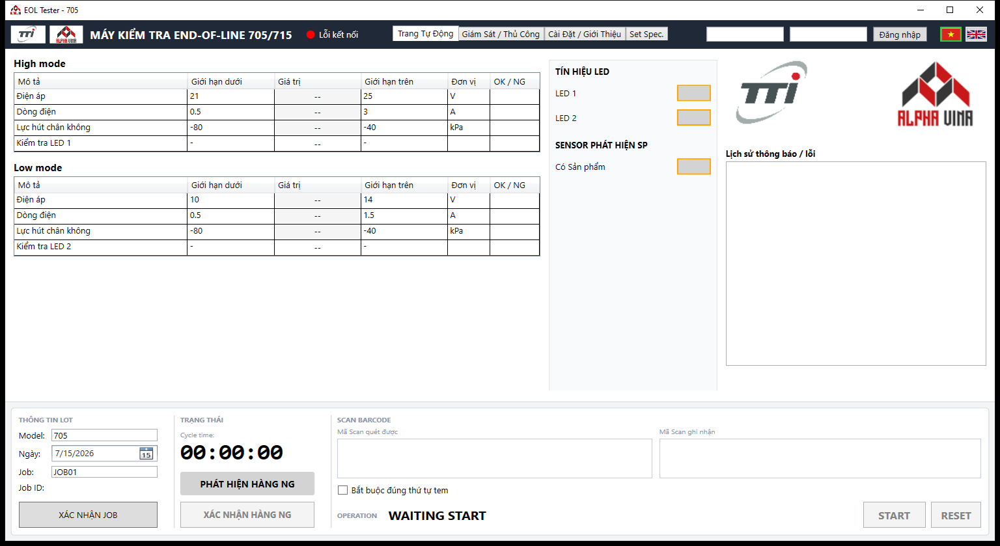 EOL Tester - 705
TTi ALPHA VINA MÁY KIỂM TRA END-OF-LINE 705/715 Lỗi kết nối Trang Tự Động Giám Sát / Thủ Công Cài Đặt / Giới Thiệu Set Spec. Đăng nhập
High mode
Mô tả Giới hạn dưới Giá trị Giới hạn trên Đơn vị OK / NG
Điện áp 21 -- 25 V
Dòng điện 0.5 -- 3 A
Lực hút chân không -80 -- -40 kPa
Kiểm tra LED 1 - -- -
Low mode
Mô tả Giới hạn dưới Giá trị Giới hạn trên Đơn vị OK / NG
Điện áp 10 -- 14 V
Dòng điện 0.5 -- 1.5 A
Lực hút chân không -80 -- -40 kPa
Kiểm tra LED 2 - -- -
TÍN HIỆU LED
LED 1
LED 2
SENSOR PHÁT HIỆN SP
Có Sản phẩm
TTi
ALPHA VINA
Lịch sử thông báo / lỗi
THÔNG TIN LOT
Model: 705
Ngày: 7/15/2026 15
Job: JOB01
Job ID:
XÁC NHẬN JOB
TRẠNG THÁI
Cycle time:
00:00:00
PHÁT HIỆN HÀNG NG
XÁC NHẬN HÀNG NG
SCAN BARCODE
Mã Scan quét được
Mã Scan ghi nhận
Bắt buộc đúng thứ tự tem
OPERATION WAITING START
START RESET